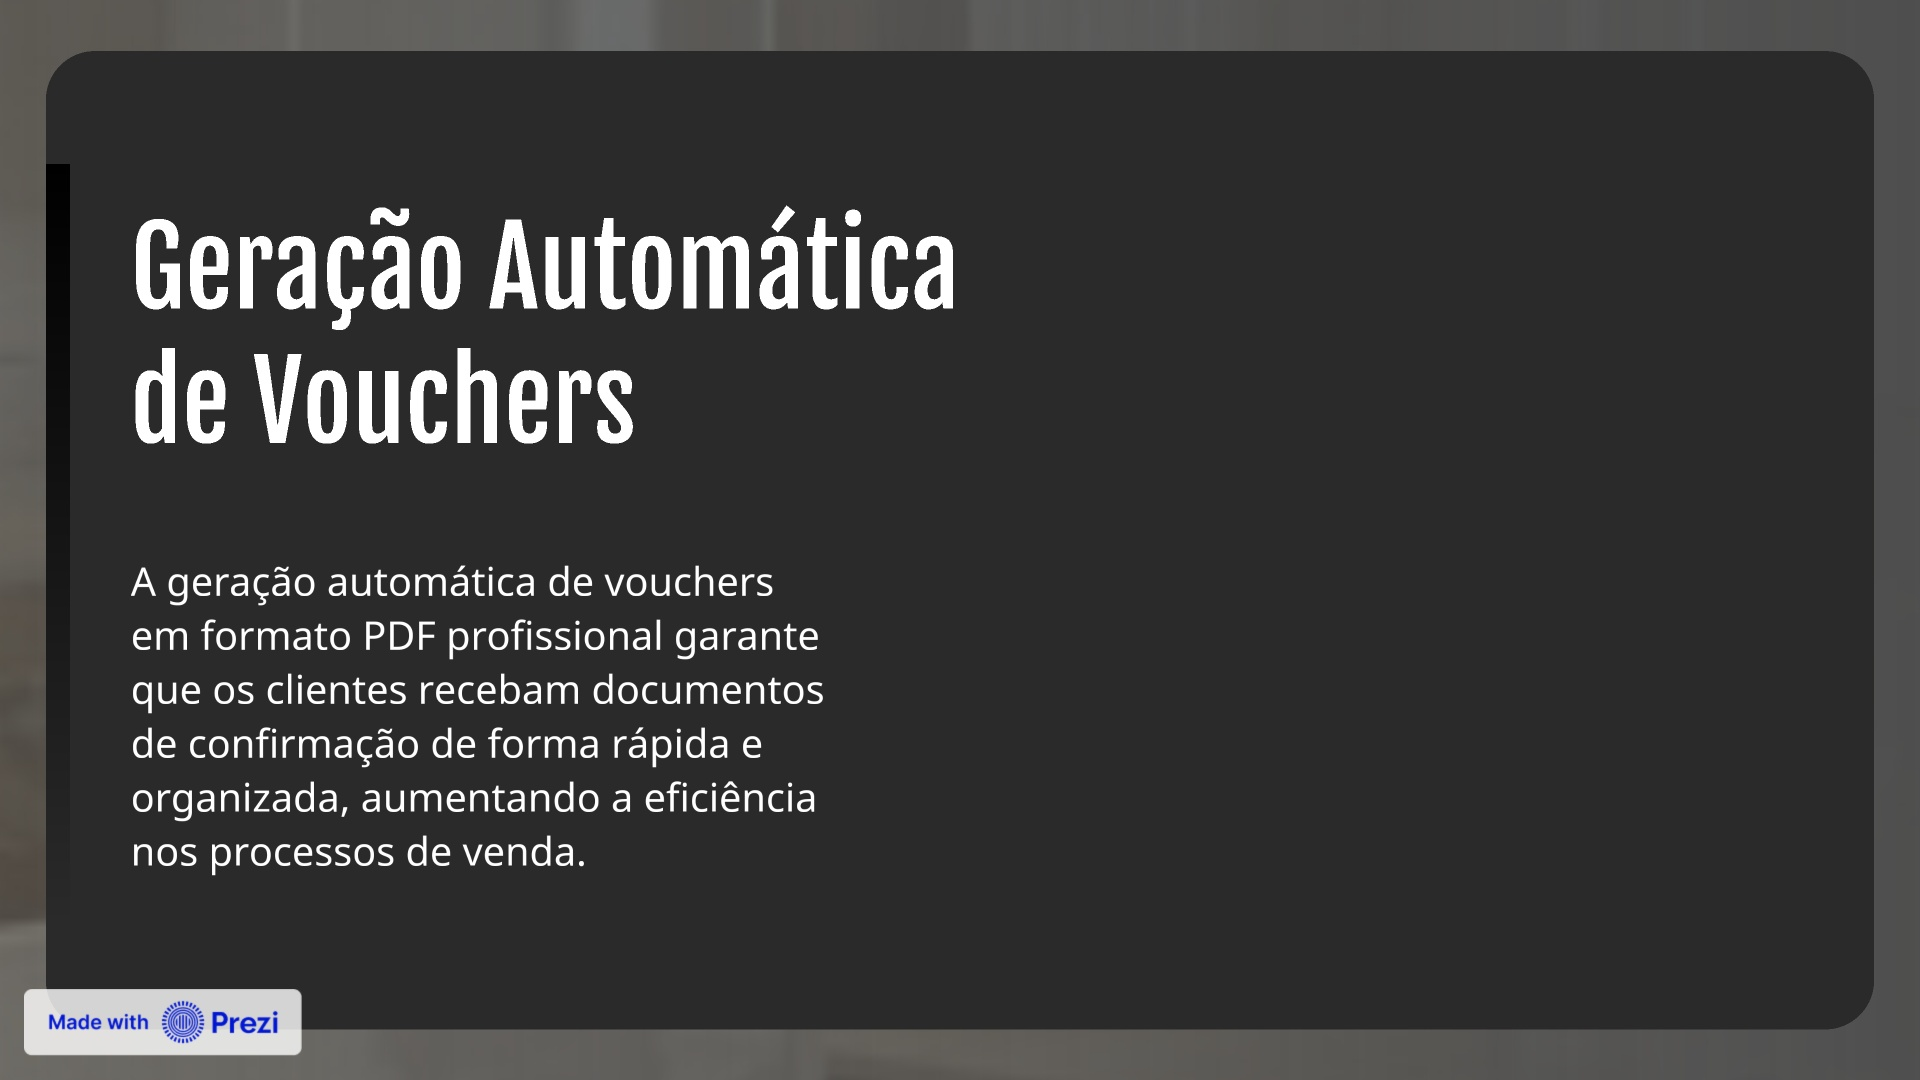 Geração Automática
de Vouchers
A geração automática de vouchers
em formato PDF profissional garante
que os clientes recebam documentos
de confirmação de forma rápida e
organizada, aumentando a eficiência
nos processos de venda.
Made with Prezi